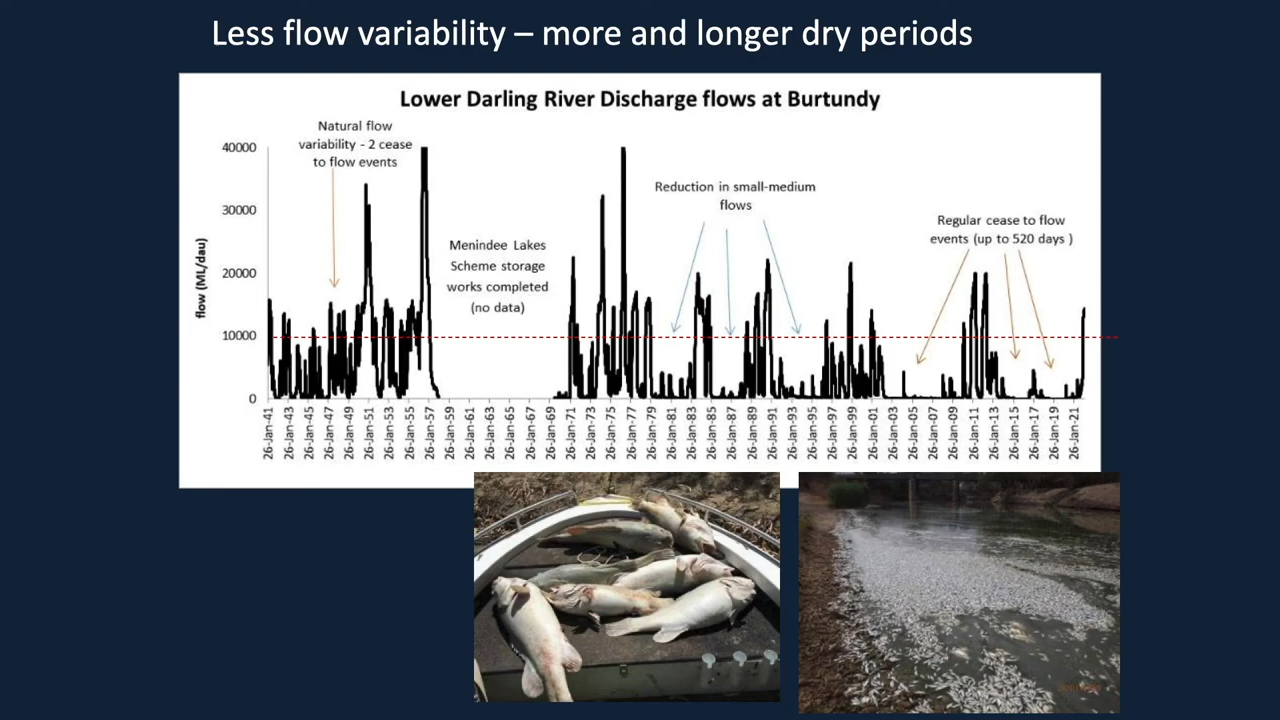 Less flow variability – more and longer dry periods
Lower Darling River Discharge flows at Burtundy
Natural flow
variability - 2 cease
to flow events
Reduction in small-medium
flows
Regular cease to flow
events (up to 520 days )
Menindee Lakes
Scheme storage
works completed
(no data)
flow (ML/dau)
40000
30000
20000
10000
0
26-Jan-41
26-Jan-43
26-Jan-45
26-Jan-47
26-Jan-49
26-Jan-51
26-Jan-53
26-Jan-55
26-Jan-57
26-Jan-59
26-Jan-61
26-Jan-63
26-Jan-65
26-Jan-67
26-Jan-69
26-Jan-71
26-Jan-73
26-Jan-75
26-Jan-77
26-Jan-79
26-Jan-81
26-Jan-83
26-Jan-85
26-Jan-87
26-Jan-89
26-Jan-91
26-Jan-93
26-Jan-95
26-Jan-97
26-Jan-99
26-Jan-01
26-Jan-03
26-Jan-05
26-Jan-07
26-Jan-09
26-Jan-11
26-Jan-13
26-Jan-15
26-Jan-17
26-Jan-19
26-Jan-21